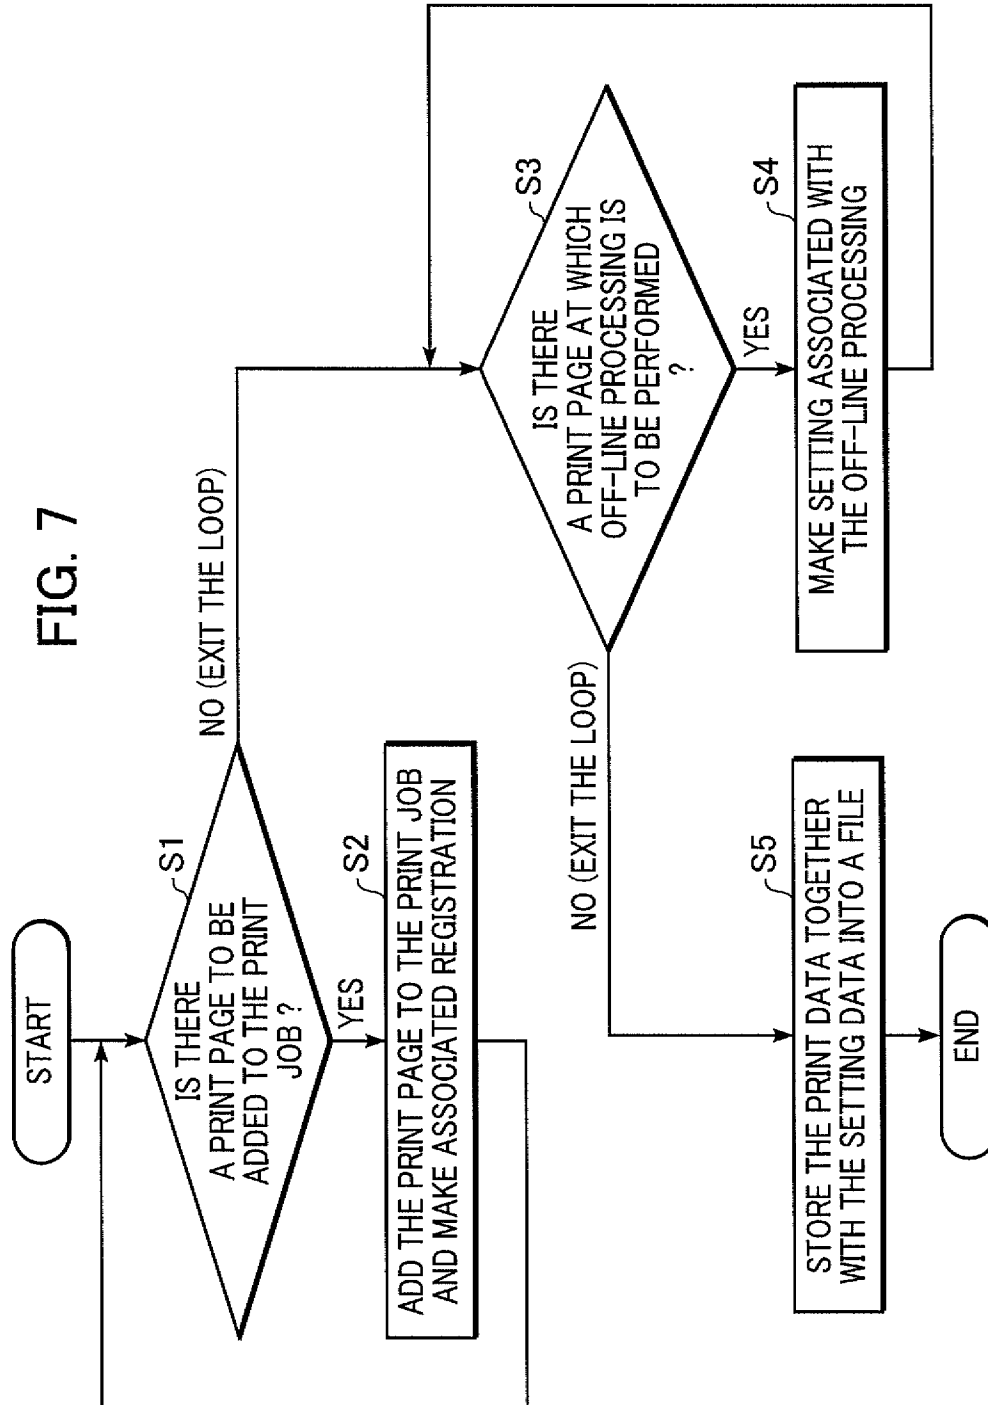 FIG. 7
START
S1
IS THERE
A PRINT PAGE TO BE
ADDED TO THE PRINT
JOB ?
NO (EXIT THE LOOP)
YES
S2
ADD THE PRINT PAGE TO THE PRINT JOB
AND MAKE ASSOCIATED REGISTRATION
S3
IS THERE
A PRINT PAGE AT WHICH
OFF-LINE PROCESSING IS
TO BE PERFORMED
?
NO (EXIT THE LOOP)
YES
S4
MAKE SETTING ASSOCIATED WITH
THE OFF-LINE PROCESSING
S5
STORE THE PRINT DATA TOGETHER
WITH THE SETTING DATA INTO A FILE
END